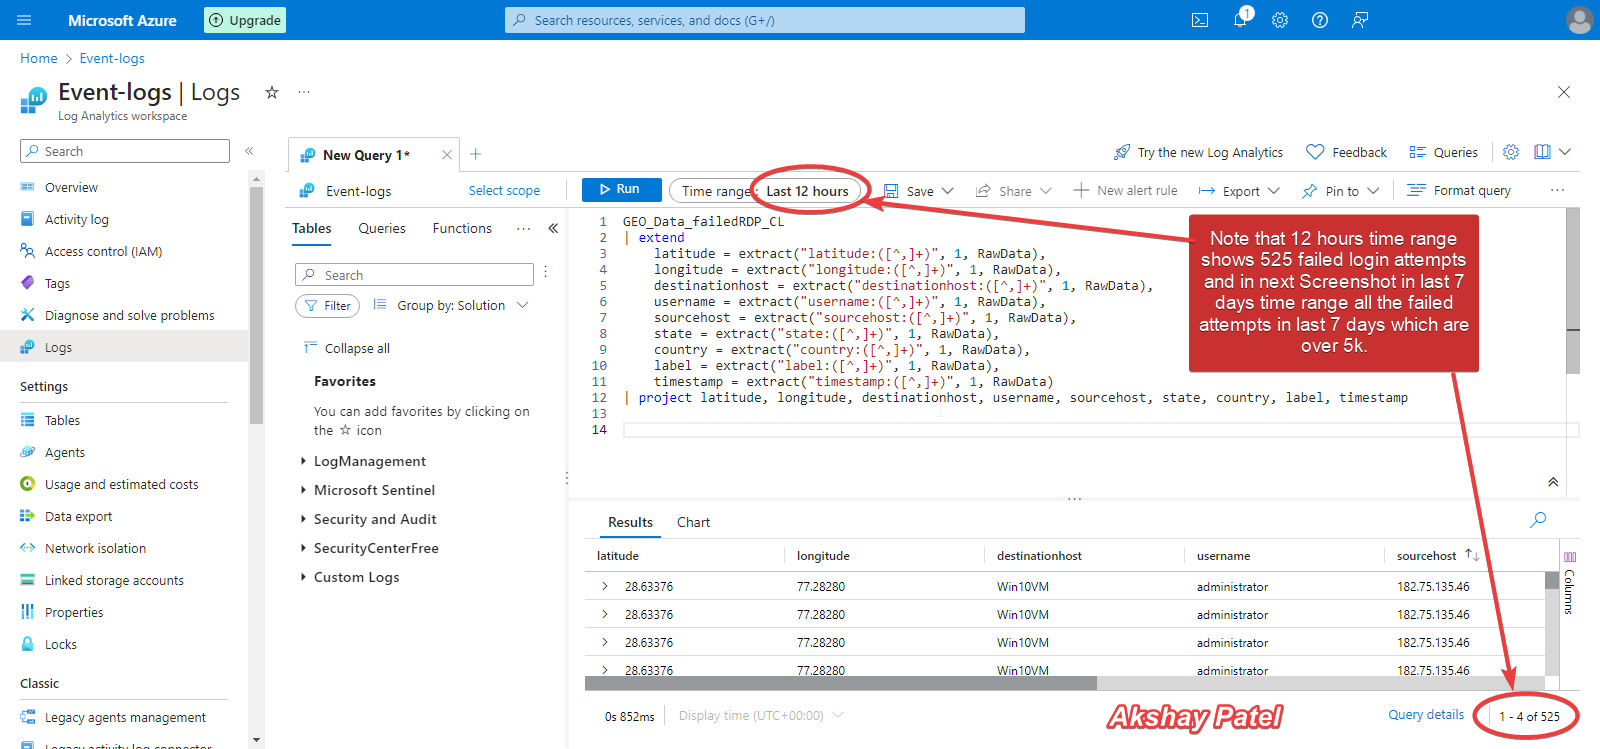 Microsoft Azure
Upgrade
Search resources, services, and docs (G+/)
1
Home > Event-logs
Event-logs | Logs
Log Analytics workspace
Search
Overview
Activity log
Access control (IAM)
Tags
Diagnose and solve problems
Logs
Settings
Tables
Agents
Usage and estimated costs
Data export
Network isolation
Linked storage accounts
Properties
Locks
Classic
Legacy agents management
Legacy activity log connector
New Query 1*
Try the new Log Analytics
Feedback
Queries
Event-logs
Select scope
Run
Time range : Last 12 hours
Save
Share
New alert rule
Export
Pin to
Format query
Tables
Queries
Functions
Search
Filter
Group by: Solution
Collapse all
Favorites
You can add favorites by clicking on
the ☆ icon
LogManagement
Microsoft Sentinel
Security and Audit
SecurityCenterFree
Custom Logs
1 GEO_Data_failedRDP_CL
2 | extend
3 latitude = extract("latitude:([^,]+)", 1, RawData),
4 longitude = extract("longitude:([^,]+)", 1, RawData),
5 destinationhost = extract("destinationhost:([^,]+)", 1, RawData),
6 username = extract("username:([^,]+)", 1, RawData),
7 sourcehost = extract("sourcehost:([^,]+)", 1, RawData),
8 state = extract("state:([^,]+)", 1, RawData),
9 country = extract("country:([^,]+)", 1, RawData),
10 label = extract("label:([^,]+)", 1, RawData),
11 timestamp = extract("timestamp:([^,]+)", 1, RawData)
12 | project latitude, longitude, destinationhost, username, sourcehost, state, country, label, timestamp
13
14
Note that 12 hours time range
shows 525 failed login attempts
and in next Screenshot in last 7
days time range all the failed
attempts in last 7 days which are
over 5k.
Results
Chart
latitude longitude destinationhost username sourcehost
28.63376 77.28280 Win10VM administrator 182.75.135.46
28.63376 77.28280 Win10VM administrator 182.75.135.46
28.63376 77.28280 Win10VM administrator 182.75.135.46
28.63376 77.28280 Win10VM administrator 182.75.135.46
Columns
0s 852ms
Display time (UTC+00:00)
Akshay Patel
Query details
1 - 4 of 525